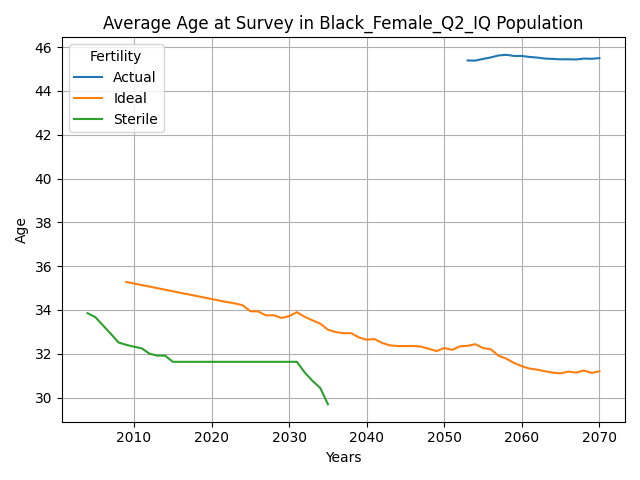 Average Age at Survey in Black_Female_Q2_IQ Population
Fertility
Actual
Ideal
Sterile
Age
46
44
42
40
38
36
34
32
30
2010
2020
2030
2040
2050
2060
2070
Years